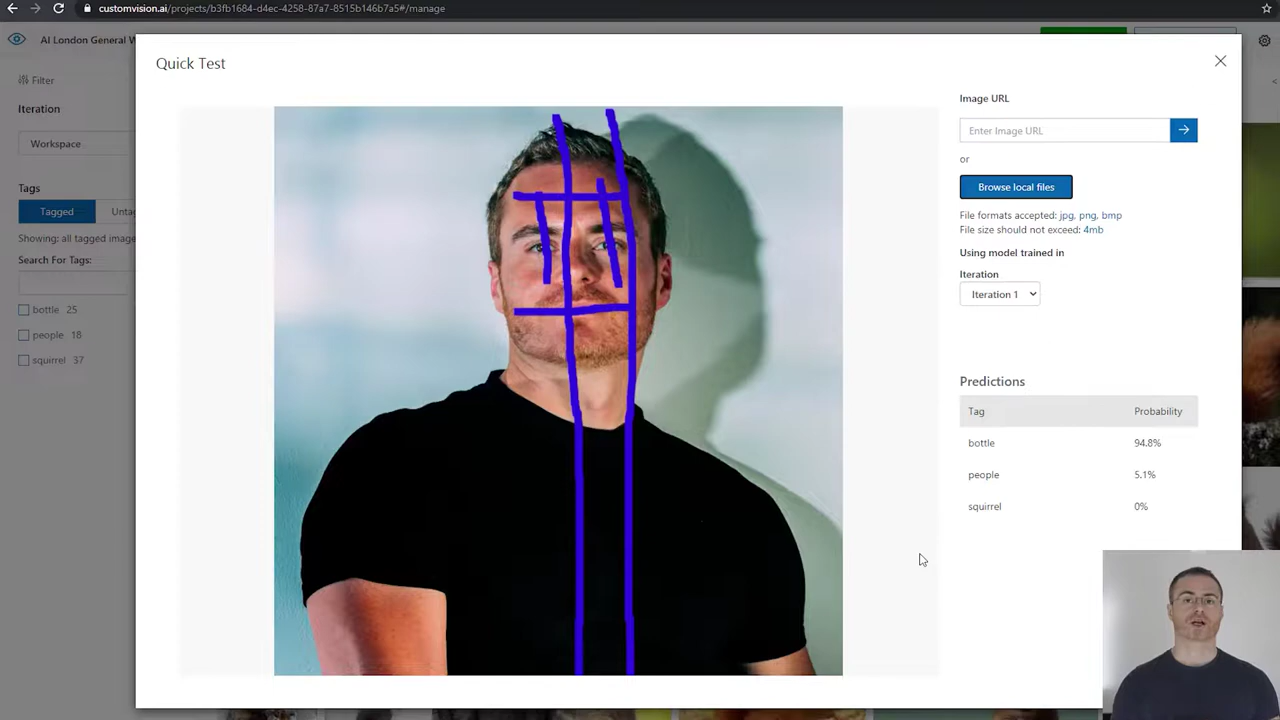 customvision.ai/projects/b3fb1684-d4ec-4258-87a7-8515b146b7a5#/manage
AI London General W
Filter
Iteration
Workspace
Tags
Tagged
Untag
Showing: all tagged image
Search For Tags:
bottle 25
people 18
squirrel 37
Quick Test
Image URL
Enter Image URL
or
Browse local files
File formats accepted: jpg, png, bmp
File size should not exceed: 4mb
Using model trained in
Iteration
Iteration 1
Predictions
Tag Probability
bottle 94.8%
people 5.1%
squirrel 0%